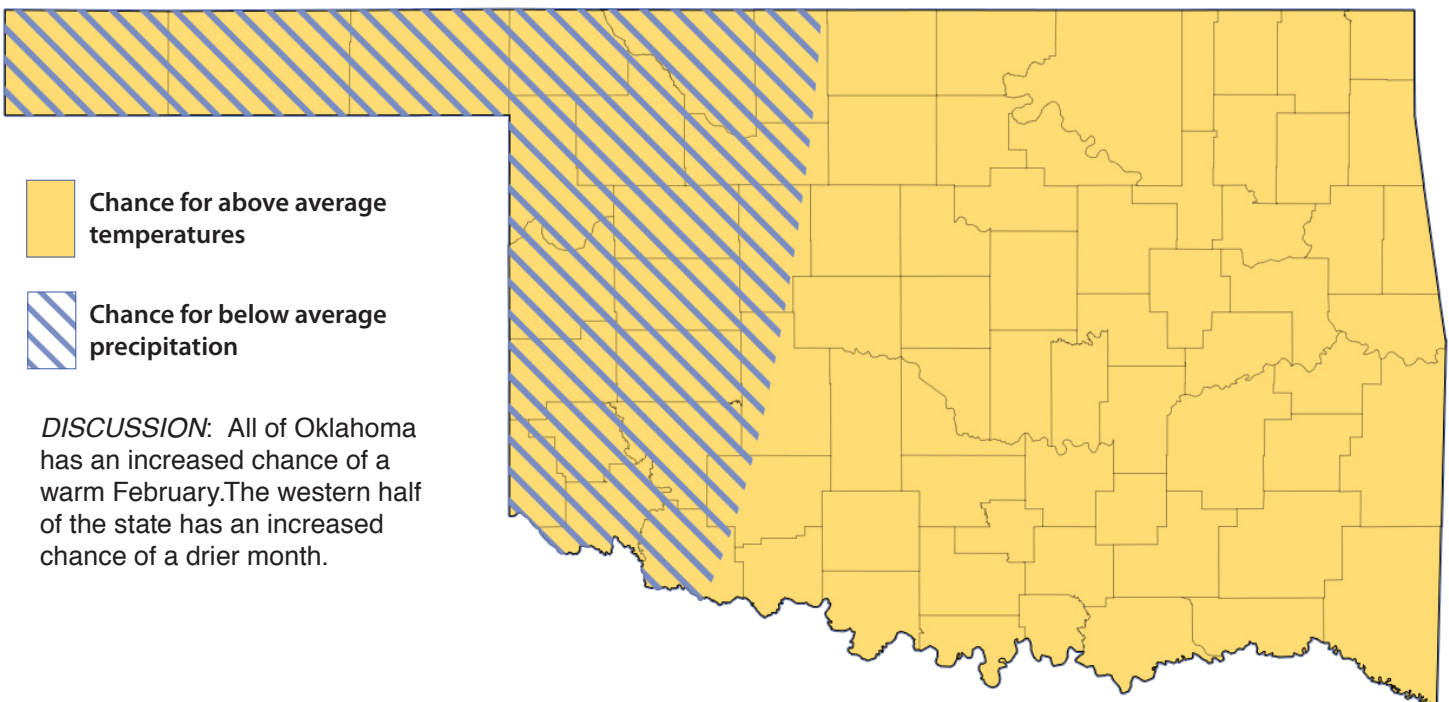 Chance for above average
temperatures
Chance for below average
precipitation
DISCUSSION:  All of Oklahoma
has an increased chance of a
warm February.The western half
of the state has an increased
chance of a drier month.